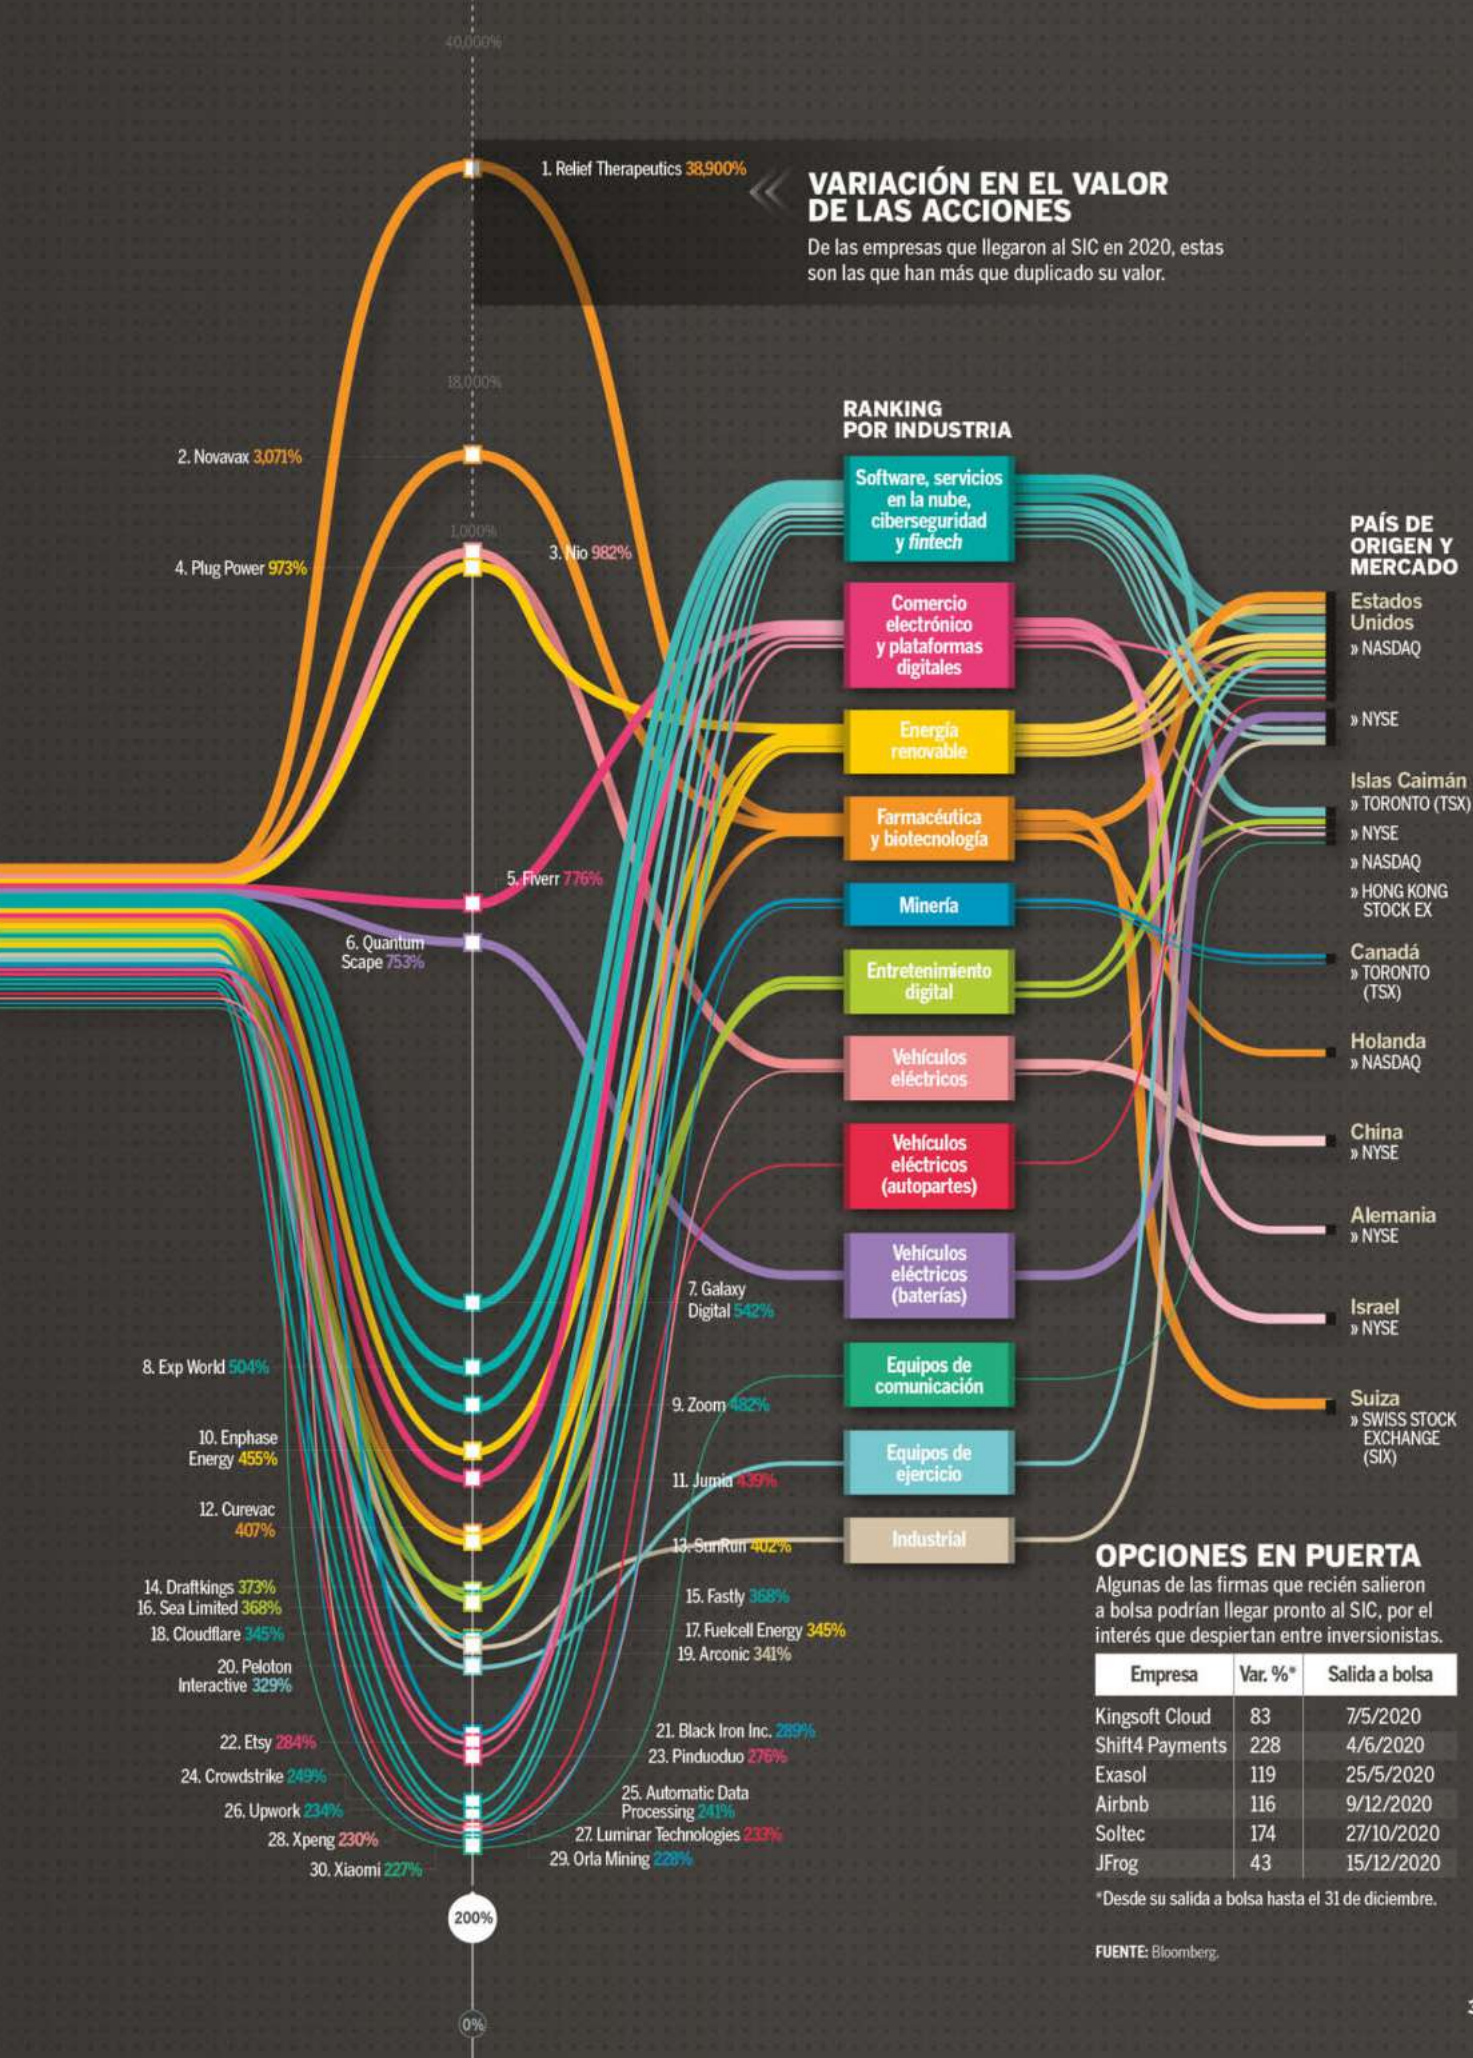 40,000%
1. Relief Therapeutics 38,900%
VARIACIÓN EN EL VALOR
DE LAS ACCIONES
De las empresas que llegaron al SIC en 2020, estas
son las que han más que duplicado su valor.
18,000%
2. Novavax 3,071%
1,000%
3. Nio 982%
4. Plug Power 973%
5. Fiverr 776%
6. Quantum
Scape 753%
7. Galaxy
Digital 542%
8. Exp World 504%
9. Zoom 482%
10. Enphase
Energy 455%
11. Jumia 439%
12. Curevac
407%
13. SunRun 402%
14. Draftkings 373%
15. Fastly 368%
16. Sea Limited 368%
17. Fuelcell Energy 345%
18. Cloudflare 345%
19. Arconic 341%
20. Peloton
Interactive 329%
21. Black Iron Inc. 289%
22. Etsy 284%
23. Pinduoduo 276%
24. Crowdstrike 249%
25. Automatic Data
Processing 241%
26. Upwork 234%
27. Luminar Technologies 233%
28. Xpeng 230%
29. Orla Mining 228%
30. Xiaomi 227%
200%
0%
RANKING
POR INDUSTRIA
Software, servicios
en la nube,
ciberseguridad
y fintech
Comercio
electrónico
y plataformas
digitales
Energía
renovable
Farmacéutica
y biotecnología
Minería
Entretenimiento
digital
Vehículos
eléctricos
Vehículos
eléctricos
(autopartes)
Vehículos
eléctricos
(baterías)
Equipos de
comunicación
Equipos de
ejercicio
Industrial
PAÍS DE
ORIGEN Y
MERCADO
Estados
Unidos
» NASDAQ
» NYSE
Islas Caimán
» TORONTO (TSX)
» NYSE
» NASDAQ
» HONG KONG
STOCK EX
Canadá
» TORONTO
(TSX)
Holanda
» NASDAQ
China
» NYSE
Alemania
» NYSE
Israel
» NYSE
Suiza
» SWISS STOCK
EXCHANGE
(SIX)
OPCIONES EN PUERTA
Algunas de las firmas que recién salieron
a bolsa podrían llegar pronto al SIC, por el
interés que despiertan entre inversionistas.
Empresa Var. %* Salida a bolsa
Kingsoft Cloud 83 7/5/2020
Shift4 Payments 228 4/6/2020
Exasol 119 25/5/2020
Airbnb 116 9/12/2020
Soltec 174 27/10/2020
JFrog 43 15/12/2020
*Desde su salida a bolsa hasta el 31 de diciembre.
FUENTE: Bloomberg.